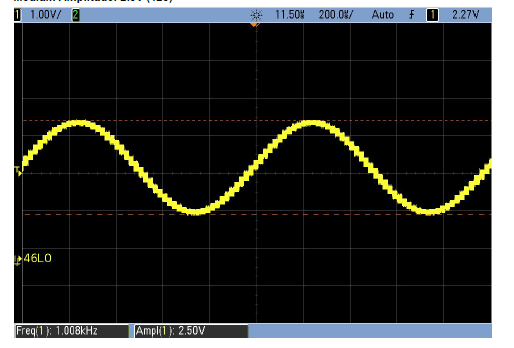 1 1.00V/ 2 11.50% 200.0%/ Auto 1 2.27V
T
46LO
Freq(1): 1.008kHz Ampl(1): 2.50V